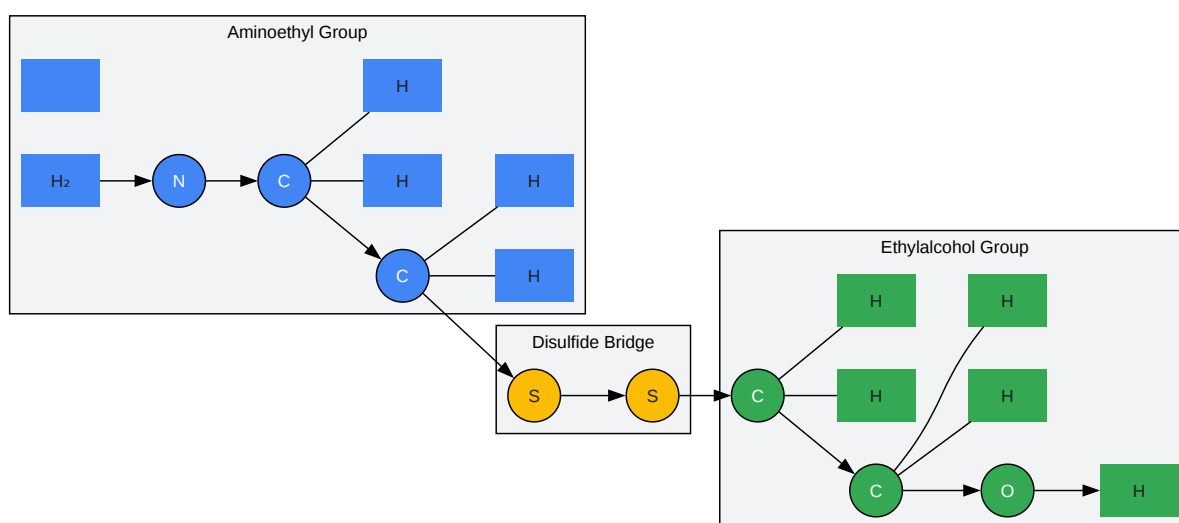 Aminoethyl Group
H
H₂
N
C
H
H
C
H
Disulfide Bridge
S
S
Ethylalcohol Group
H
H
C
H
H
C
O
H